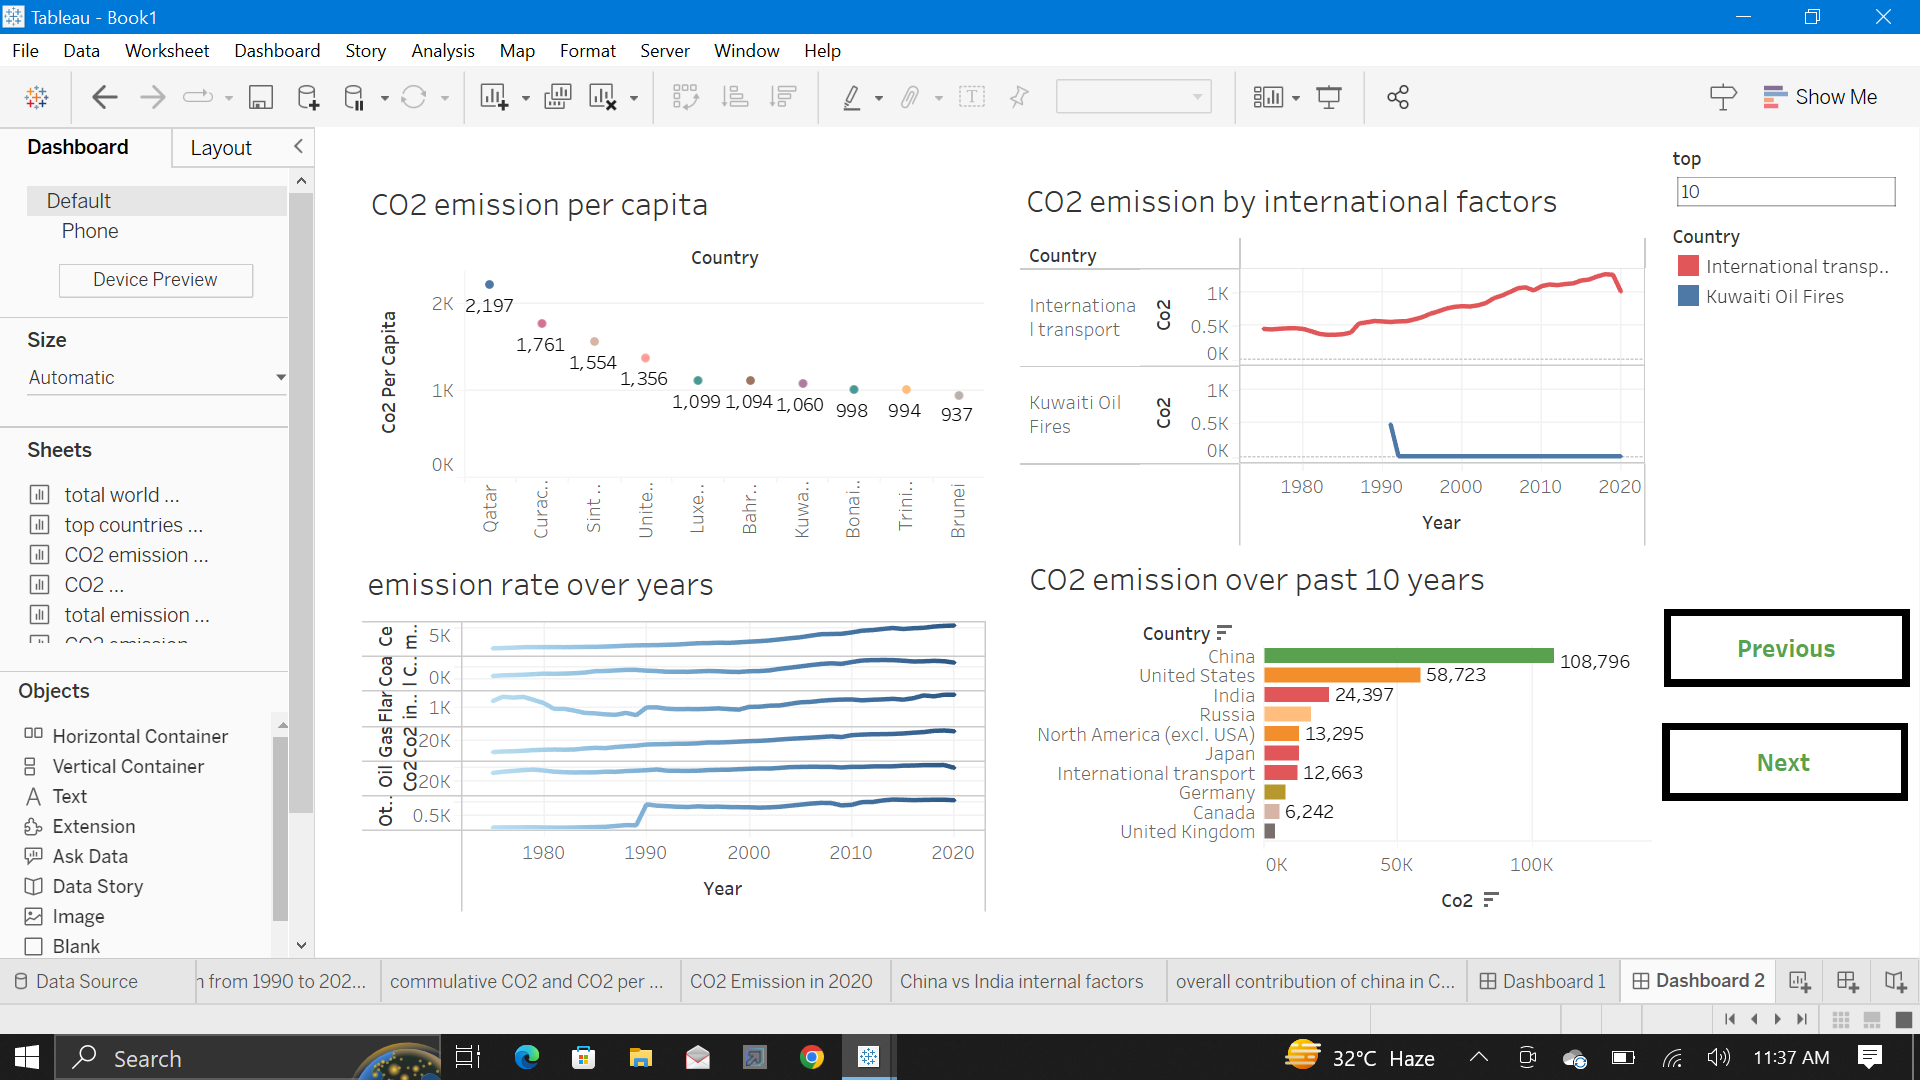 Tableau - Book1
File Data Worksheet Dashboard Story Analysis Map Format Server Window Help
Show Me
Dashboard Layout
Default
Phone
Device Preview
Size
Automatic
Sheets
total world ...
top countries ...
CO2 emission ...
CO2 ...
total emission ...
Objects
Horizontal Container
Vertical Container
Text
Extension
Ask Data
Data Story
Image
Blank
CO2 emission per capita
Country
Co2 Per Capita
2K
1K
0K
2,197
1,761
1,554
1,356
1,099
1,094
1,060
998
994
937
Qatar
Curac..
Sint ..
Unite..
Luxe..
Bahr..
Kuwa..
Bonai..
Trini..
Brunei
CO2 emission by international factors
Country
Internationa
l transport
Co2
1K
0.5K
0K
Kuwaiti Oil
Fires
Co2
1K
0.5K
0K
1980 1990 2000 2010 2020
Year
top
10
Country
International transp..
Kuwaiti Oil Fires
emission rate over years
Ce
m..
5K
Coa
l C..
0K
Flar
in..
1K
Gas
Co2
20K
Oil
Co2
20K
Ot..
0.5K
1980 1990 2000 2010 2020
Year
CO2 emission over past 10 years
Country
China 108,796
United States 58,723
India 24,397
Russia
North America (excl. USA) 13,295
Japan
International transport 12,663
Germany
Canada 6,242
United Kingdom
0K 50K 100K
Co2
Previous
Next
Data Source
n from 1990 to 202...
commulative CO2 and CO2 per ...
CO2 Emission in 2020
China vs India internal factors
overall contribution of china in C...
Dashboard 1
Dashboard 2
Search
32°C Haze
11:37 AM